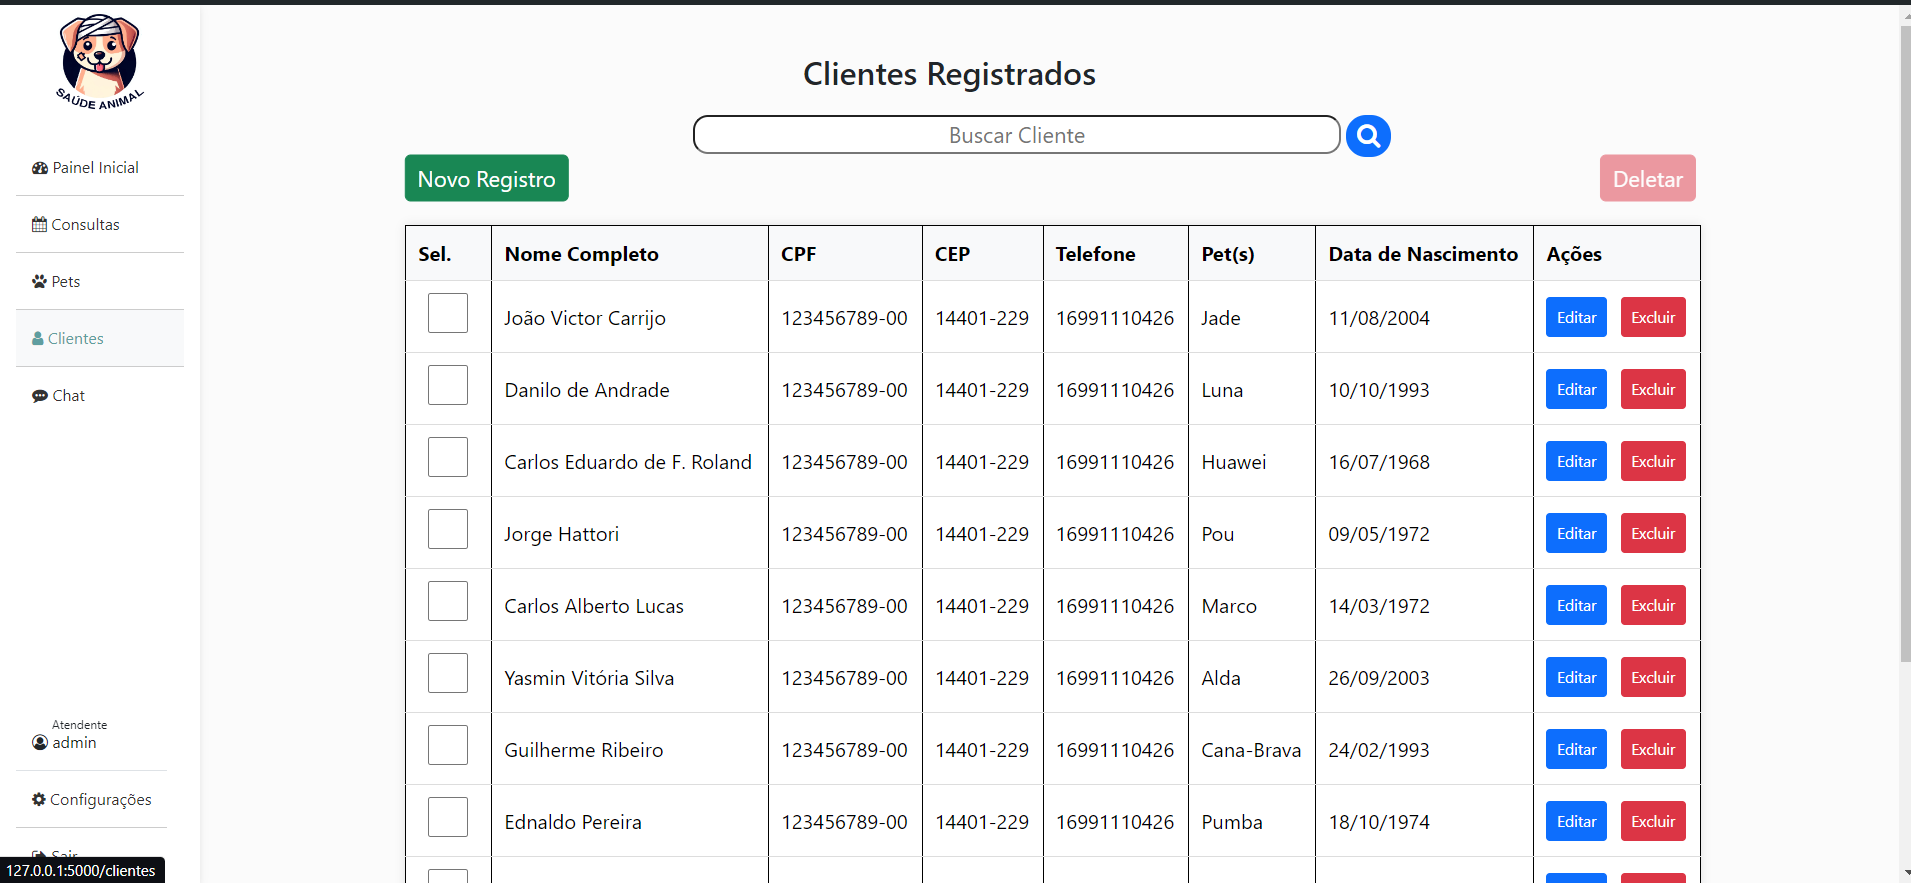 SAÚDE ANIMAL
Painel Inicial
Consultas
Pets
Clientes
Chat
Atendente
admin
Configurações
Sair
127.0.0.1:5000/clientes
Clientes Registrados
Buscar Cliente
Novo Registro
Deletar
Sel. Nome Completo CPF CEP Telefone Pet(s) Data de Nascimento Ações
João Victor Carrijo 123456789-00 14401-229 16991110426 Jade 11/08/2004 Editar Excluir
Danilo de Andrade 123456789-00 14401-229 16991110426 Luna 10/10/1993 Editar Excluir
Carlos Eduardo de F. Roland 123456789-00 14401-229 16991110426 Huawei 16/07/1968 Editar Excluir
Jorge Hattori 123456789-00 14401-229 16991110426 Pou 09/05/1972 Editar Excluir
Carlos Alberto Lucas 123456789-00 14401-229 16991110426 Marco 14/03/1972 Editar Excluir
Yasmin Vitória Silva 123456789-00 14401-229 16991110426 Alda 26/09/2003 Editar Excluir
Guilherme Ribeiro 123456789-00 14401-229 16991110426 Cana-Brava 24/02/1993 Editar Excluir
Ednaldo Pereira 123456789-00 14401-229 16991110426 Pumba 18/10/1974 Editar Excluir